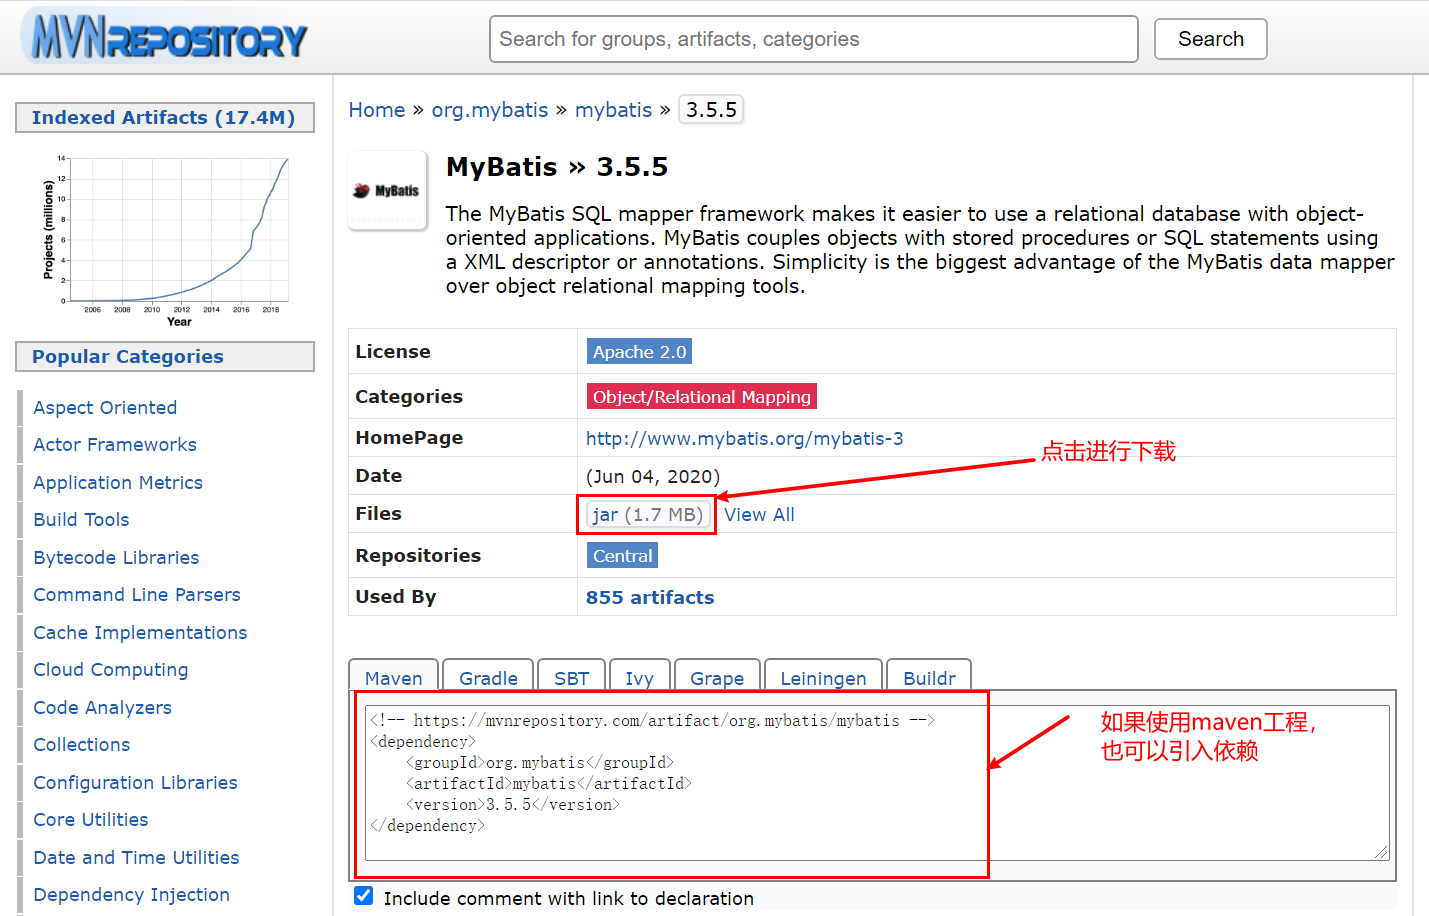 MVNREPOSITORY
Search for groups, artifacts, categories
Search
Indexed Artifacts (17.4M)
Projects (millions)
14
12
10
8
6
4
2
0
2006 2008 2010 2012 2014 2016 2018
Year
Popular Categories
Aspect Oriented
Actor Frameworks
Application Metrics
Build Tools
Bytecode Libraries
Command Line Parsers
Cache Implementations
Cloud Computing
Code Analyzers
Collections
Configuration Libraries
Core Utilities
Date and Time Utilities
Dependency Injection
Home » org.mybatis » mybatis » 3.5.5
MyBatis
MyBatis » 3.5.5
The MyBatis SQL mapper framework makes it easier to use a relational database with object-
oriented applications. MyBatis couples objects with stored procedures or SQL statements using
a XML descriptor or annotations. Simplicity is the biggest advantage of the MyBatis data mapper
over object relational mapping tools.
License Apache 2.0
Categories Object/Relational Mapping
HomePage http://www.mybatis.org/mybatis-3
点击进行下载
Date (Jun 04, 2020)
Files jar (1.7 MB) View All
Repositories Central
Used By 855 artifacts
Maven Gradle SBT Ivy Grape Leiningen Buildr
<!-- https://mvnrepository.com/artifact/org.mybatis/mybatis -->
<dependency>
    <groupId>org.mybatis</groupId>
    <artifactId>mybatis</artifactId>
    <version>3.5.5</version>
</dependency>
如果使用maven工程，
也可以引入依赖
Include comment with link to declaration